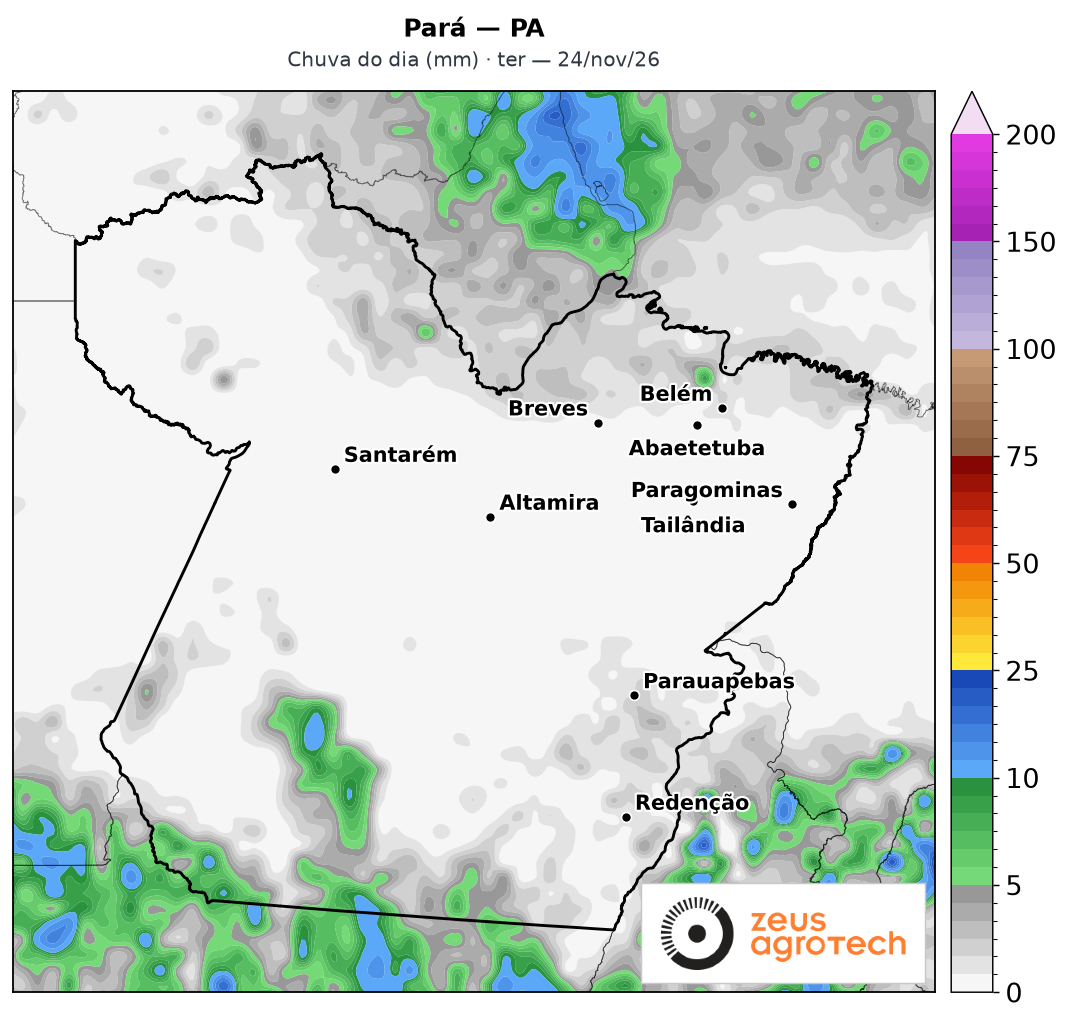 Pará — PA
Chuva do dia (mm) · ter — 24/nov/26
200
150
100
75
50
25
10
5
0
Belém
Breves
Abaetetuba
Santarém
Paragominas
Altamira
Tailândia
Parauapebas
Redenção
zeus
agrotech